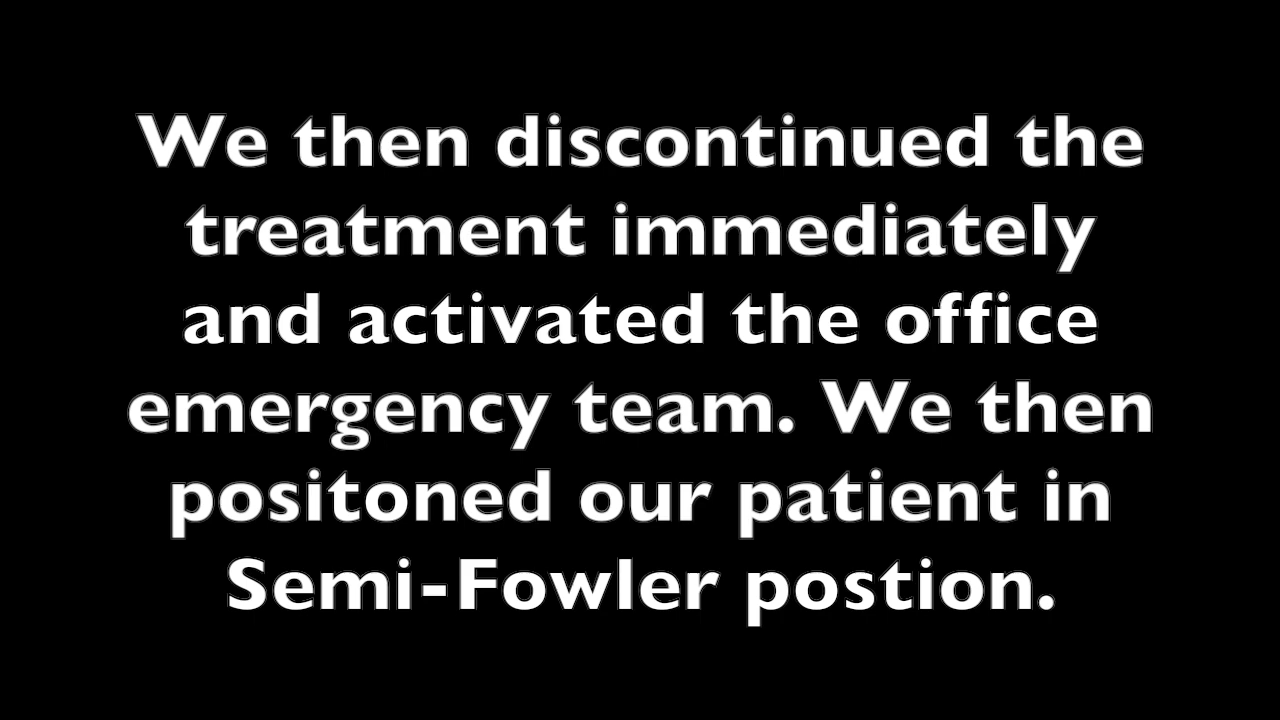 We then discontinued the
treatment immediately
and activated the office
emergency team. We then
positoned our patient in
Semi-Fowler postion.